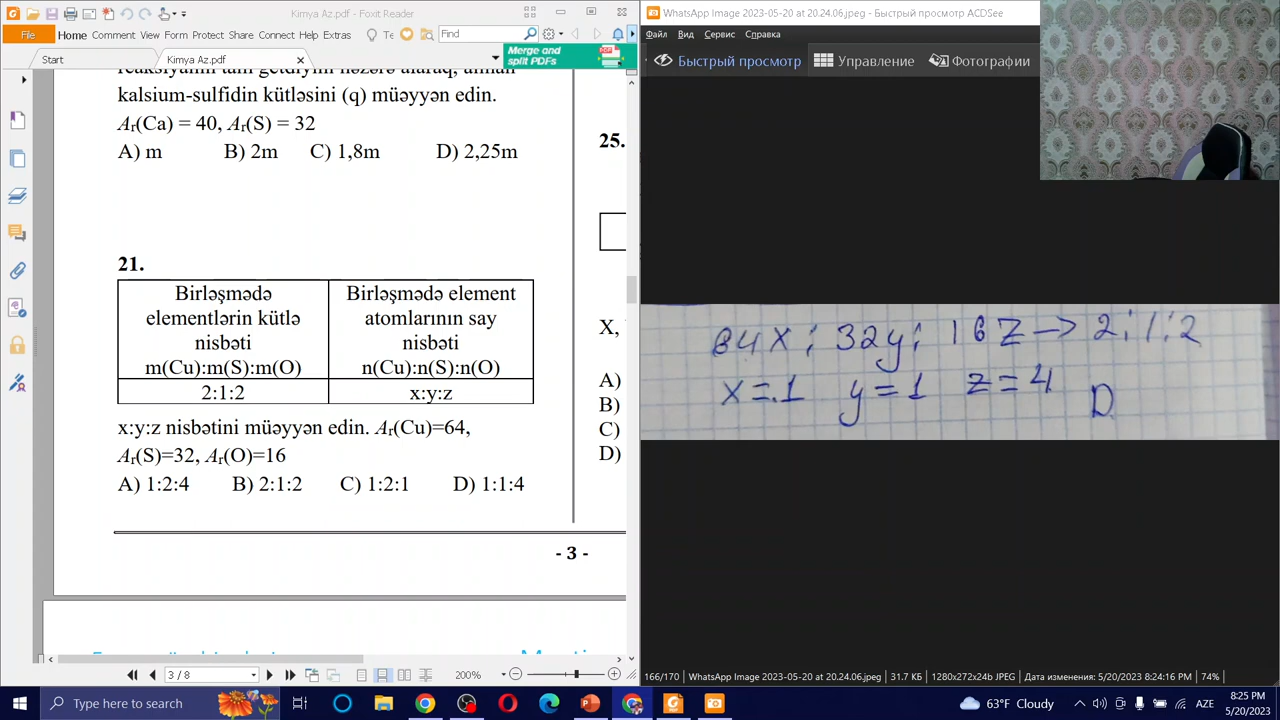 Kimya Az.pdf - Foxit Reader
File Home Comment View Form Protect Share Connect Help Extras Find
Merge and split PDFs
Start Kimya Az.pdf
kalsium-sulfidin kütləsini (q) müəyyən edin.
Ar(Ca) = 40, Ar(S) = 32
A) m B) 2m C) 1,8m D) 2,25m
21.
Birləşmədə elementlərin kütlə nisbəti m(Cu):m(S):m(O)
Birləşmədə element atomlarının say nisbəti n(Cu):n(S):n(O)
2:1:2 x:y:z
x:y:z nisbətini müəyyən edin. Ar(Cu)=64,
Ar(S)=32, Ar(O)=16
A) 1:2:4 B) 2:1:2 C) 1:2:1 D) 1:1:4
- 3 -
25.
X,
A)
B)
C)
D)
3 / 8 200%
WhatsApp Image 2023-05-20 at 20.24.06.jpeg - Быстрый просмотр ACDSee
Файл Вид Сервис Справка
Быстрый просмотр Управление Фотографии
64X; 32y; 16Z → 2:1:2
x=1 y=1 z=4 D
166/170 WhatsApp Image 2023-05-20 at 20.24.06.jpeg 31.7 KB 1280x272x24b JPEG Дата изменения: 5/20/2023 8:24:16 PM 74%
Type here to search
63°F Cloudy AZE 8:25 PM
5/20/2023